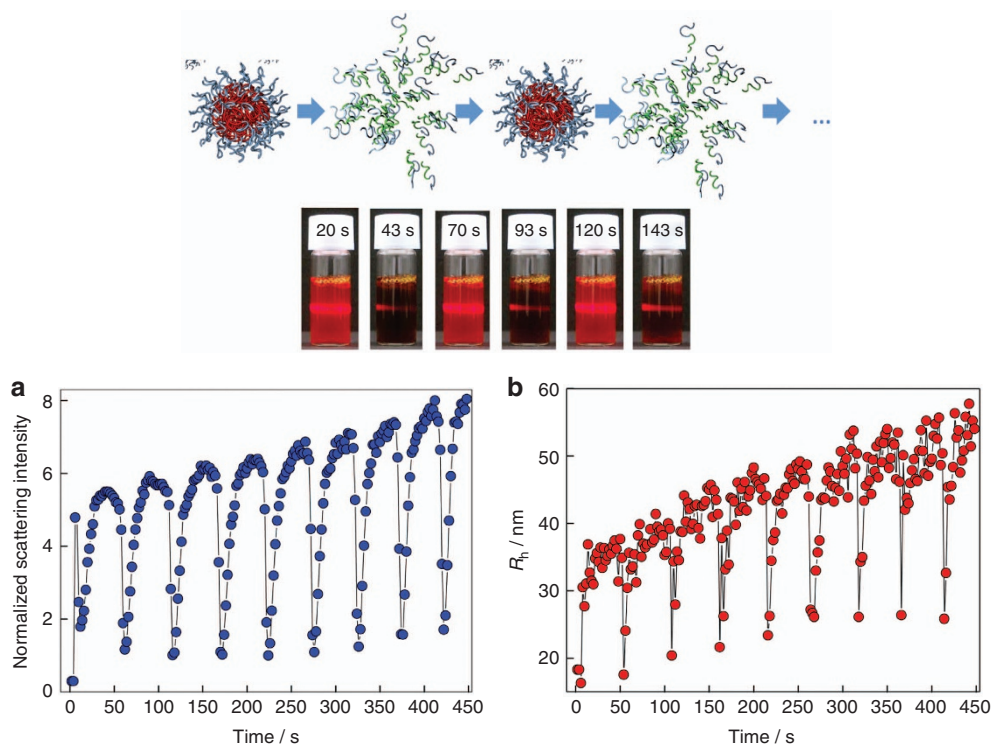 ...
20 s 43 s 70 s 93 s 120 s 143 s
a
Normalized scattering intensity
8
6
4
2
0
0 50 100 150 200 250 300 350 400 450
Time / s
b
Rh / nm
60
50
40
30
20
0 50 100 150 200 250 300 350 400 450
Time / s